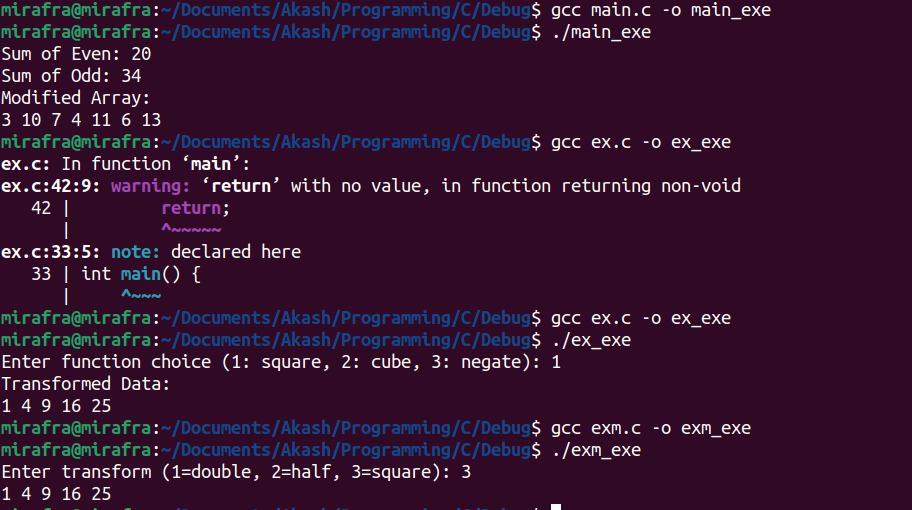 mirafra@mirafra:~/Documents/Akash/Programming/C/Debug$ gcc main.c -o main_exe
mirafra@mirafra:~/Documents/Akash/Programming/C/Debug$ ./main_exe
Sum of Even: 20
Sum of Odd: 34
Modified Array:
3 10 7 4 11 6 13
mirafra@mirafra:~/Documents/Akash/Programming/C/Debug$ gcc ex.c -o ex_exe
ex.c: In function ‘main’:
ex.c:42:9: warning: ‘return’ with no value, in function returning non-void
   42 |         return;
      |         ^~~~~~
ex.c:33:5: note: declared here
   33 | int main() {
      |     ^~~~
mirafra@mirafra:~/Documents/Akash/Programming/C/Debug$ gcc ex.c -o ex_exe
mirafra@mirafra:~/Documents/Akash/Programming/C/Debug$ ./ex_exe
Enter function choice (1: square, 2: cube, 3: negate): 1
Transformed Data:
1 4 9 16 25
mirafra@mirafra:~/Documents/Akash/Programming/C/Debug$ gcc exm.c -o exm_exe
mirafra@mirafra:~/Documents/Akash/Programming/C/Debug$ ./exm_exe
Enter transform (1=double, 2=half, 3=square): 3
1 4 9 16 25
mirafra@mirafra:~/Documents/Akash/Programming/C/Debug$